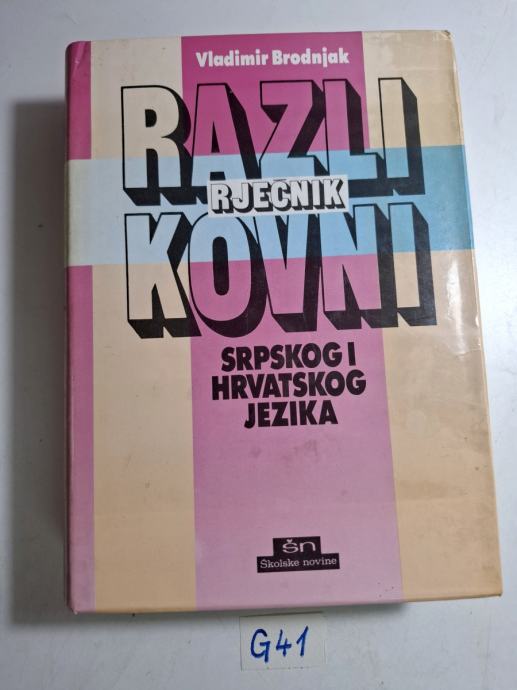 Vladimir Brodnjak
RAZLI
RJEČNIK
KOVNI
SRPSKOG I
HRVATSKOG
JEZIKA
šn
Školske novine
G41